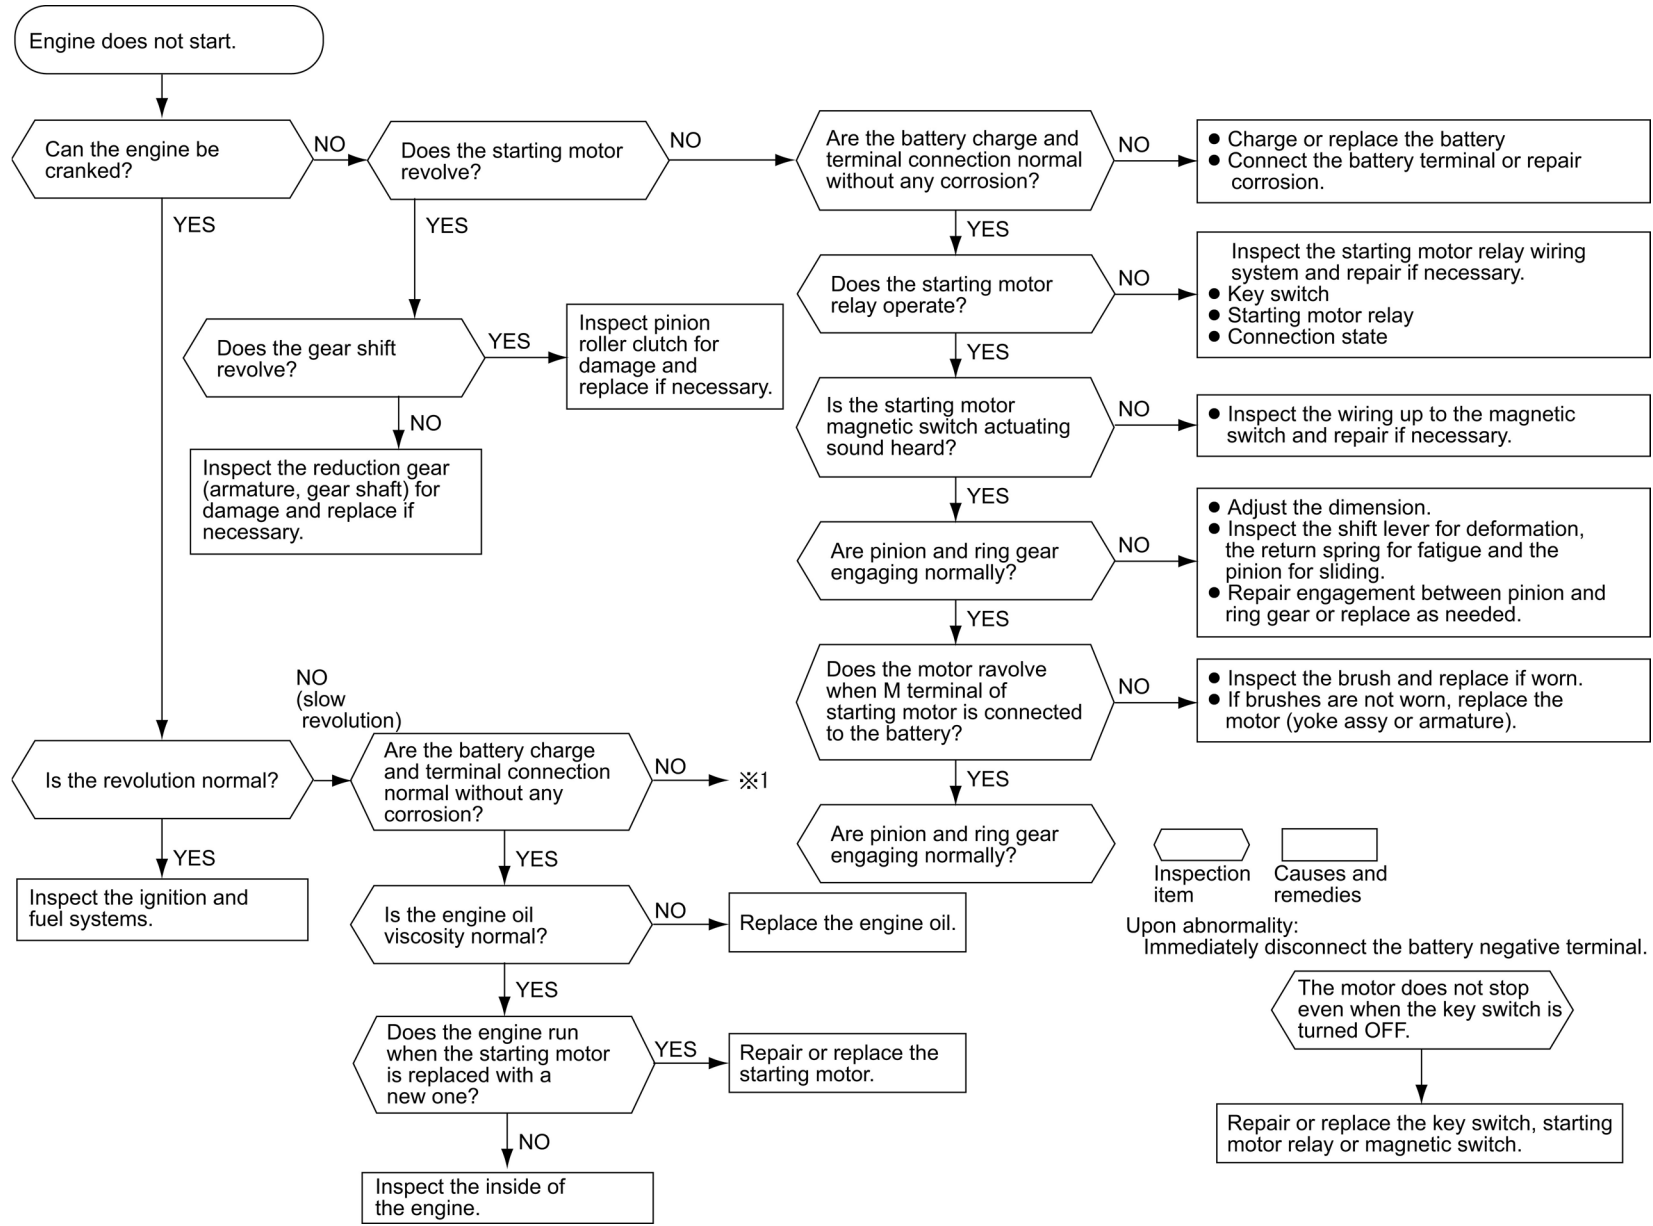 Engine does not start.
Can the engine be
cranked?
NO
YES
Does the starting motor
revolve?
NO
YES
Are the battery charge and
terminal connection normal
without any corrosion?
NO
● Charge or replace the battery
● Connect the battery terminal or repair
corrosion.
YES
Does the starting motor
relay operate?
NO
Inspect the starting motor relay wiring
system and repair if necessary.
● Key switch
● Starting motor relay
● Connection state
YES
Does the gear shift
revolve?
YES
Inspect pinion
roller clutch for
damage and
replace if necessary.
NO
Inspect the reduction gear
(armature, gear shaft) for
damage and replace if
necessary.
Is the starting motor
magnetic switch actuating
sound heard?
NO
● Inspect the wiring up to the magnetic
switch and repair if necessary.
YES
Are pinion and ring gear
engaging normally?
NO
● Adjust the dimension.
● Inspect the shift lever for deformation,
the return spring for fatigue and the
pinion for sliding.
● Repair engagement between pinion and
ring gear or replace as needed.
YES
Does the motor ravolve
when M terminal of
starting motor is connected
to the battery?
NO
● Inspect the brush and replace if worn.
● If brushes are not worn, replace the
motor (yoke assy or armature).
YES
Are pinion and ring gear
engaging normally?
Is the revolution normal?
NO
(slow
revolution)
YES
Inspect the ignition and
fuel systems.
Are the battery charge
and terminal connection
normal without any
corrosion?
NO
※1
YES
Is the engine oil
viscosity normal?
NO
Replace the engine oil.
YES
Does the engine run
when the starting motor
is replaced with a
new one?
YES
Repair or replace the
starting motor.
NO
Inspect the inside of
the engine.
Inspection
item
Causes and
remedies
Upon abnormality:
Immediately disconnect the battery negative terminal.
The motor does not stop
even when the key switch is
turned OFF.
Repair or replace the key switch, starting
motor relay or magnetic switch.